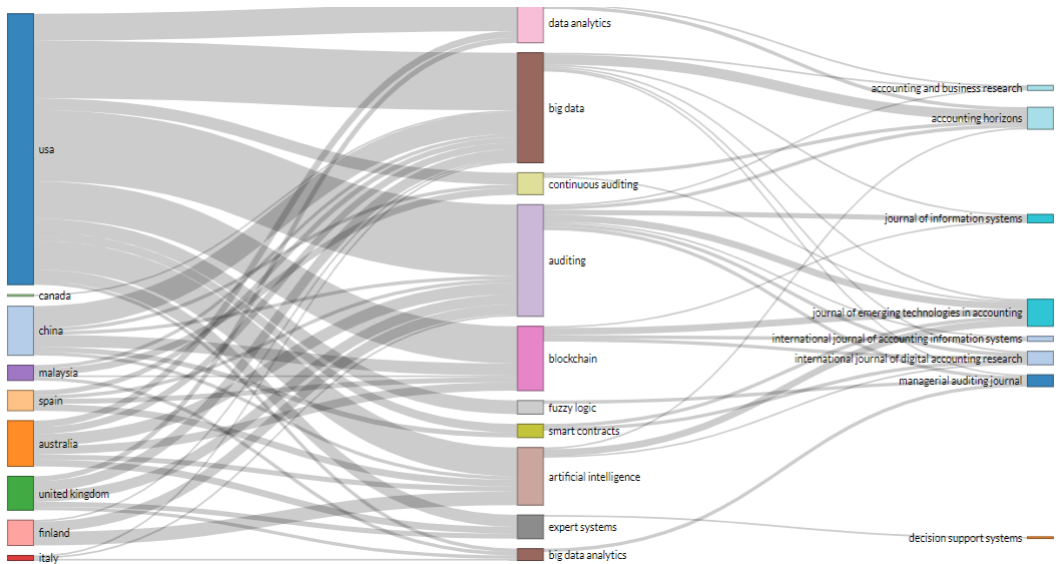 usa
canada
china
malaysia
spain
australia
united kingdom
finland
italy
data analytics
big data
continuous auditing
auditing
blockchain
fuzzy logic
smart contracts
artificial intelligence
expert systems
big data analytics
accounting and business research
accounting horizons
journal of information systems
journal of emerging technologies in accounting
international journal of accounting information systems
international journal of digital accounting research
managerial auditing journal
decision support systems